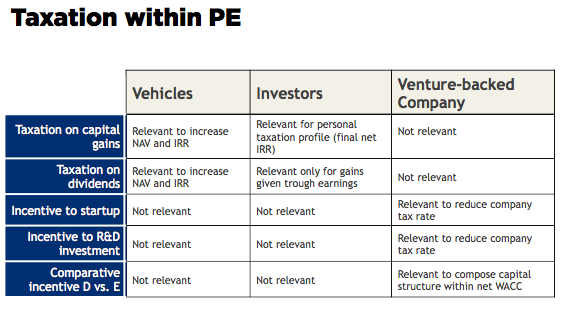 Taxation within PE
Vehicles
Investors
Venture-backed
Company
Taxation on capital
gains
Relevant to increase
NAV and IRR
Relevant for personal
taxation profile (final net
IRR)
Not relevant
Taxation on
dividends
Relevant to increase
NAV and IRR
Relevant only for gains
given trough earnings
Not relevant
Incentive to startup
Not relevant
Not relevant
Relevant to reduce company
tax rate
Incentive to R&D
investment
Not relevant
Not relevant
Relevant to reduce company
tax rate
Comparative
incentive D vs. E
Not relevant
Not relevant
Relevant to compose capital
structure within net WACC